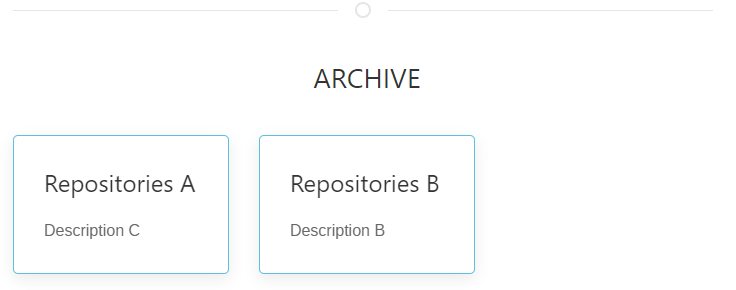 ARCHIVE
Repositories A
Description C
Repositories B
Description B